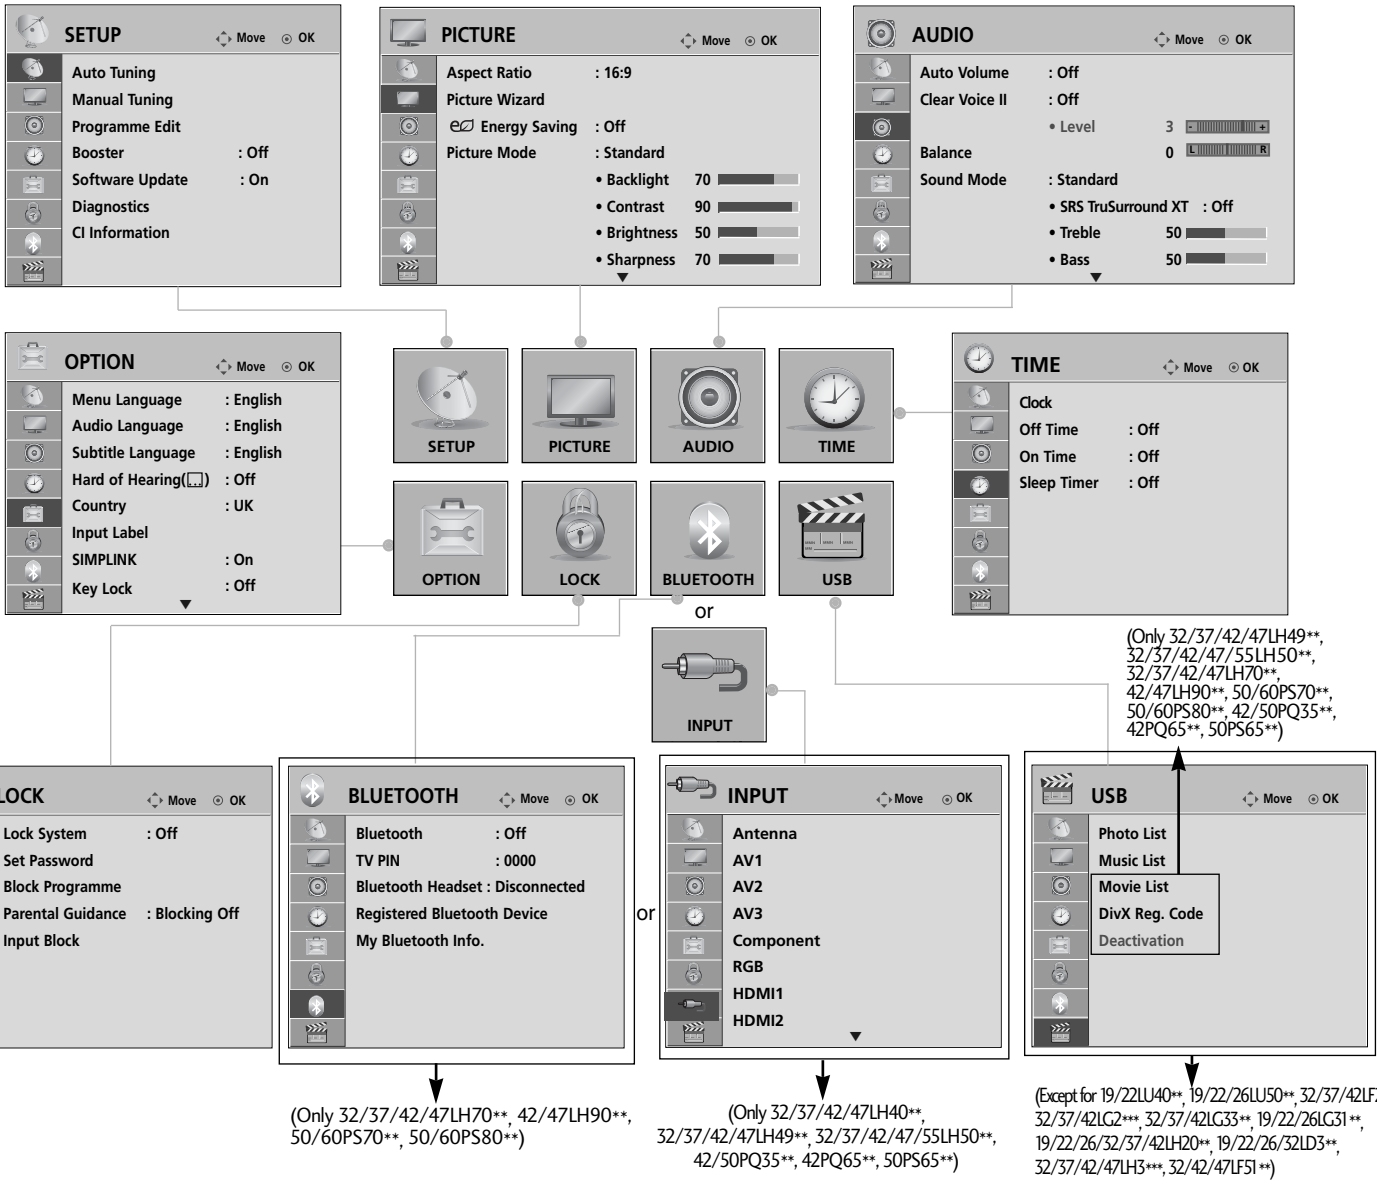 SETUP Move OK
Auto Tuning
Manual Tuning
Programme Edit
Booster : Off
Software Update : On
Diagnostics
CI Information
PICTURE Move OK
Aspect Ratio : 16:9
Picture Wizard
Energy Saving : Off
Picture Mode : Standard
• Backlight 70
• Contrast 90
• Brightness 50
• Sharpness 70
AUDIO Move OK
Auto Volume : Off
Clear Voice II : Off
• Level 3 - +
Balance 0 L R
Sound Mode : Standard
• SRS TruSurround XT : Off
• Treble 50
• Bass 50
OPTION Move OK
Menu Language : English
Audio Language : English
Subtitle Language : English
Hard of Hearing( ) : Off
Country : UK
Input Label
SIMPLINK : On
Key Lock : Off
SETUP
PICTURE
AUDIO
TIME
OPTION
LOCK
BLUETOOTH
USB
or
INPUT
TIME Move OK
Clock
Off Time : Off
On Time : Off
Sleep Timer : Off
(Only 32/37/42/47LH49**,
32/37/42/47/55LH50**,
32/37/42/47LH70**,
42/47LH90**, 50/60PS70**,
50/60PS80**, 42/50PQ35**,
42PQ65**, 50PS65**)
LOCK Move OK
Lock System : Off
Set Password
Block Programme
Parental Guidance : Blocking Off
Input Block
BLUETOOTH Move OK
Bluetooth : Off
TV PIN : 0000
Bluetooth Headset : Disconnected
Registered Bluetooth Device
My Bluetooth Info.
or
INPUT Move OK
Antenna
AV1
AV2
AV3
Component
RGB
HDMI1
HDMI2
USB Move OK
Photo List
Music List
Movie List
DivX Reg. Code
Deactivation
(Only 32/37/42/47LH70**, 42/47LH90**,
50/60PS70**, 50/60PS80**)
(Only 32/37/42/47LH40**,
32/37/42/47LH49**, 32/37/42/47/55LH50**,
42/50PQ35**, 42PQ65**, 50PS65**)
(Except for 19/22LU40**, 19/22/26LU50**, 32/37/42LF2
32/37/42LG2***, 32/37/42LG33**, 19/22/26LG31**,
19/22/26/32/37/42LH20**, 19/22/26/32LD3**,
32/37/42/47LH3***, 32/42/47LF51**)